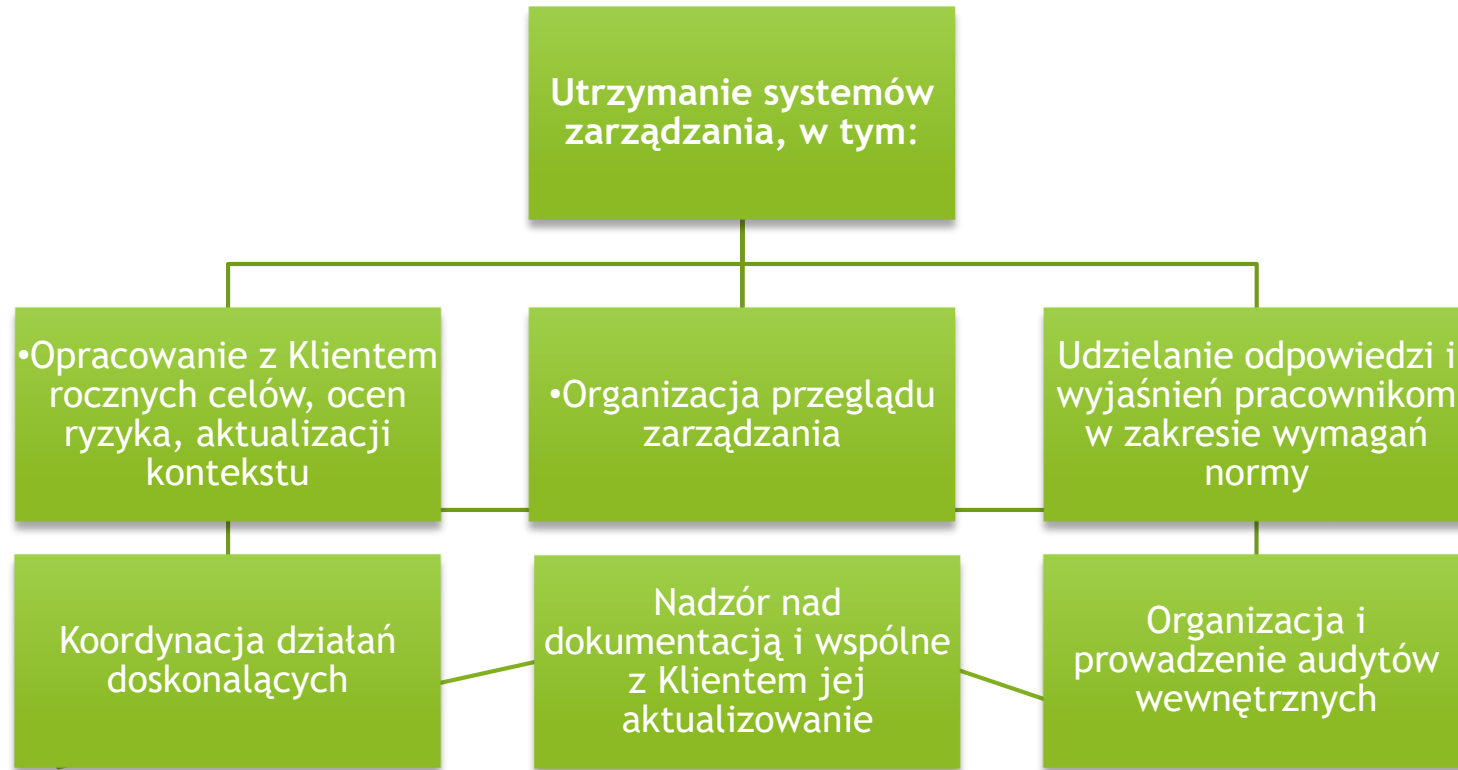 Utrzymanie systemów
zarządzania, w tym:
•Opracowanie z Klientem
rocznych celów, ocen
ryzyka, aktualizacji
kontekstu
•Organizacja przeglądu
zarządzania
Udzielanie odpowiedzi i
wyjaśnień pracownikom
w zakresie wymagań
normy
Koordynacja działań
doskonalących
Nadzór nad
dokumentacją i wspólne
z Klientem jej
aktualizowanie
Organizacja i
prowadzenie audytów
wewnętrznych